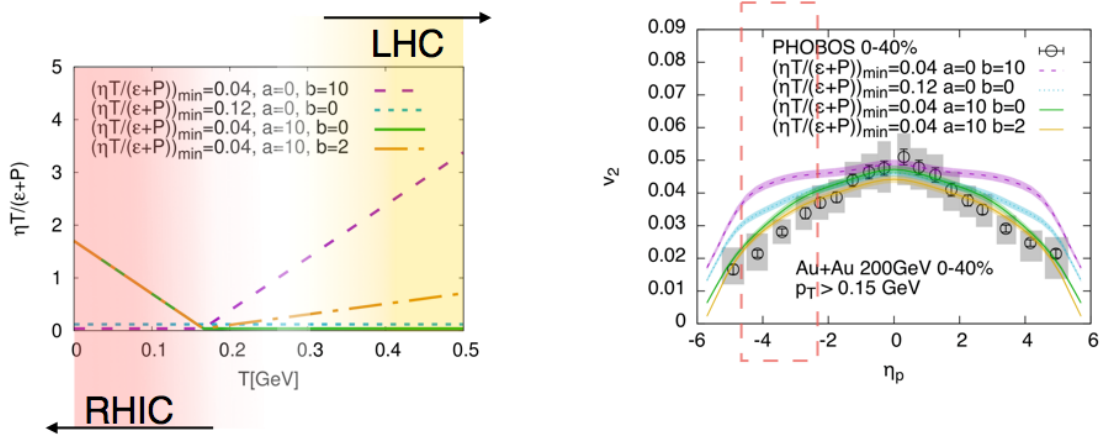 LHC
5
4
3
2
1
0
ηT/(ε+P)
(ηT/(ε+P))min=0.04, a=0, b=10
(ηT/(ε+P))min=0.12, a=0, b=0
(ηT/(ε+P))min=0.04, a=10, b=0
(ηT/(ε+P))min=0.04, a=10, b=2
0 0.1 0.2 0.3 0.4 0.5
T[GeV]
RHIC
0.09
0.08
0.07
0.06
0.05
0.04
0.03
0.02
0.01
0
v2
PHOBOS 0-40%
(ηT/(ε+P))min=0.04 a=0 b=10
(ηT/(ε+P))min=0.12 a=0 b=0
(ηT/(ε+P))min=0.04 a=10 b=0
(ηT/(ε+P))min=0.04 a=10 b=2
Au+Au 200GeV 0-40%
pT > 0.15 GeV
-6 -4 -2 0 2 4 6
ηp